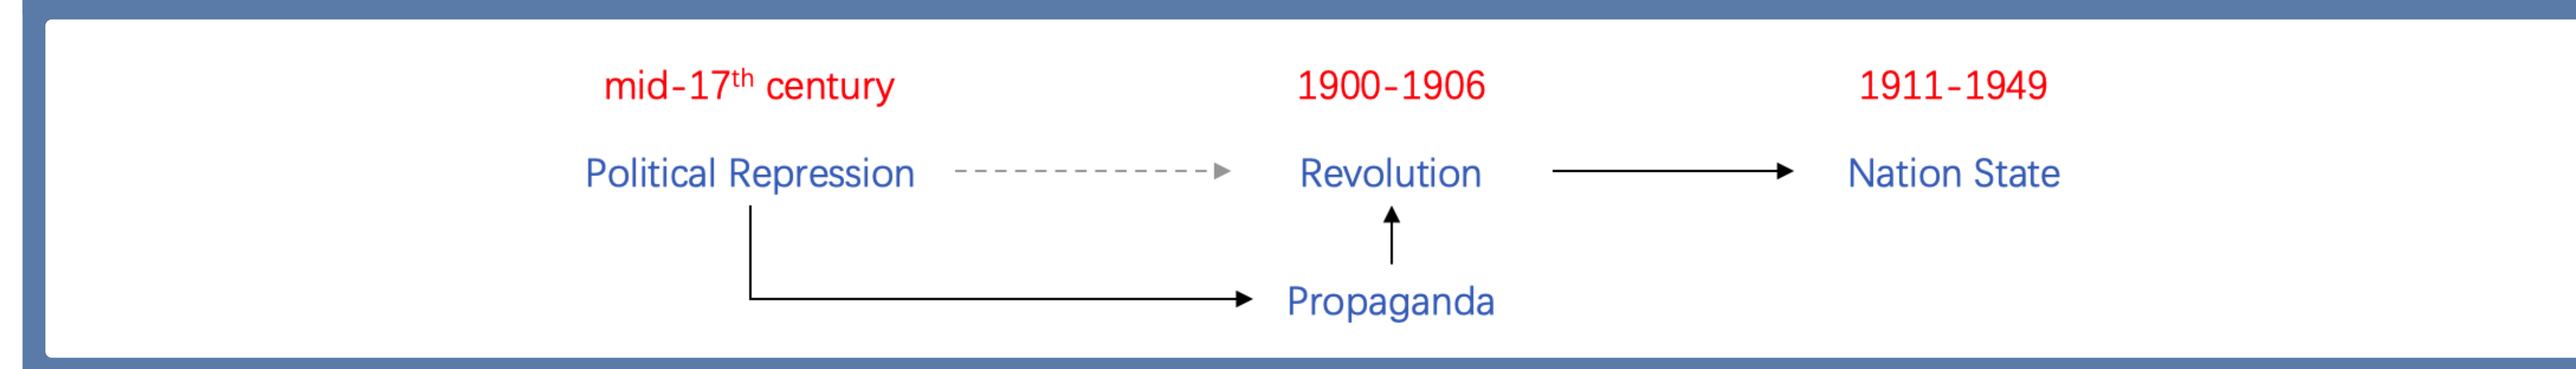 mid-17th century 1900-1906 1911-1949
Political Repression Revolution Nation State
Propaganda